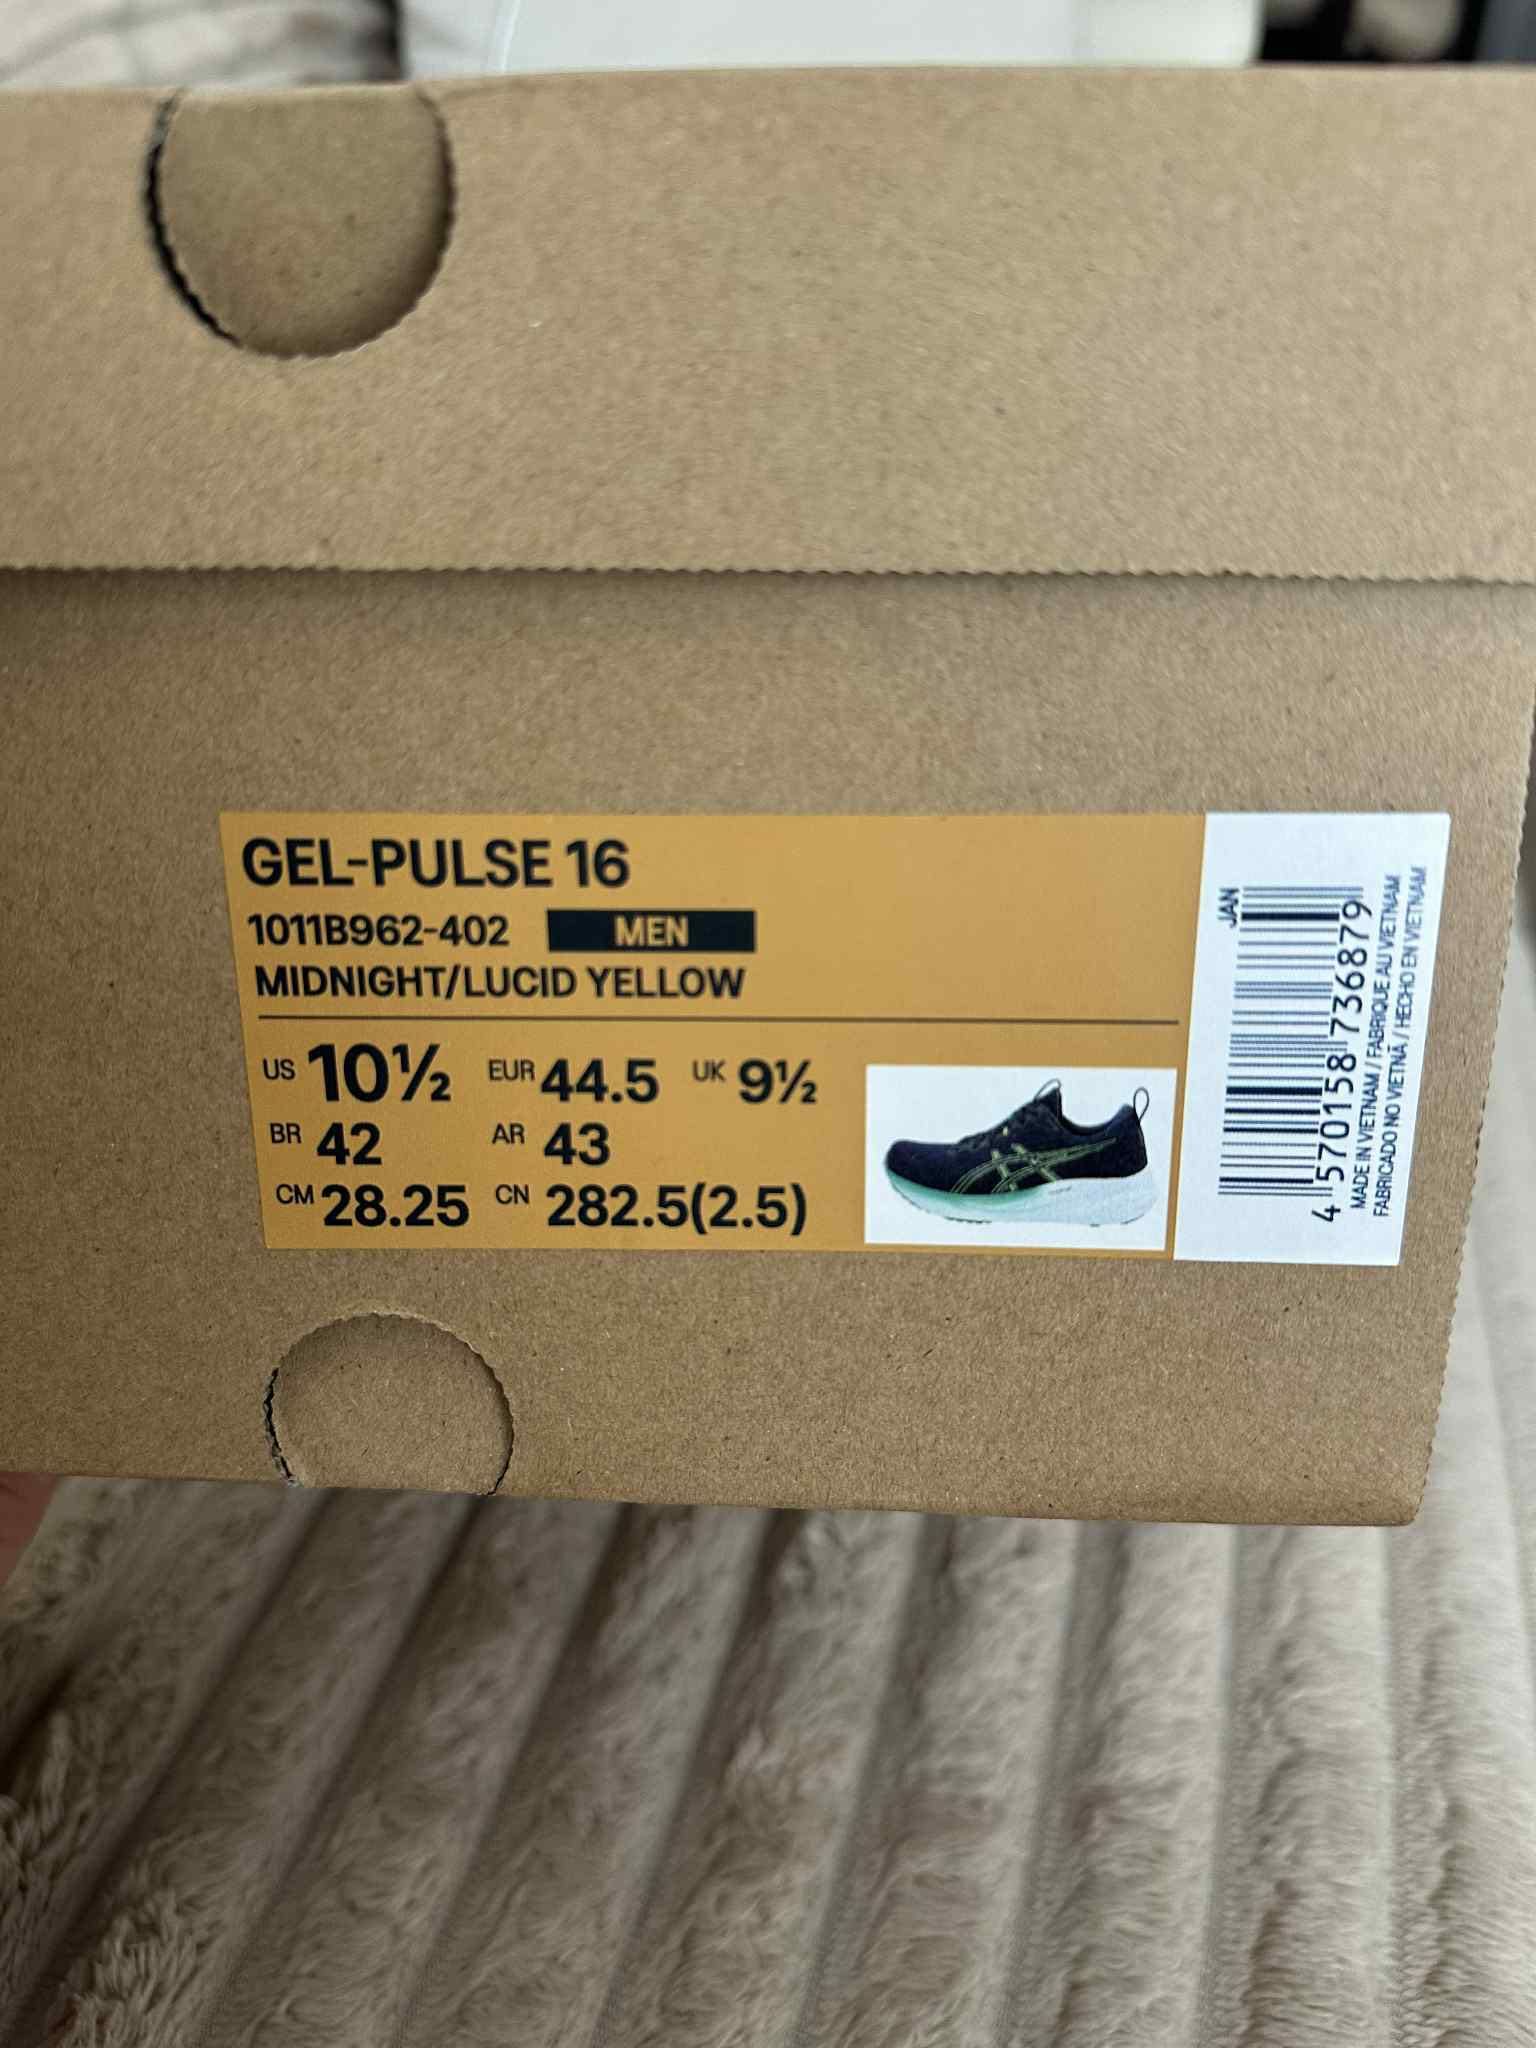 GEL-PULSE 16
1011B962-402 MEN
MIDNIGHT/LUCID YELLOW
US 10½ EUR 44.5 UK 9½
BR 42 AR 43
CM 28.25 CN 282.5(2.5)
JAN
4 570158 736879
MADE IN VIETNAM / FABRIQUE AU VIETNAM
FABRICADO NO VIETNÃ / HECHO EN VIETNAM